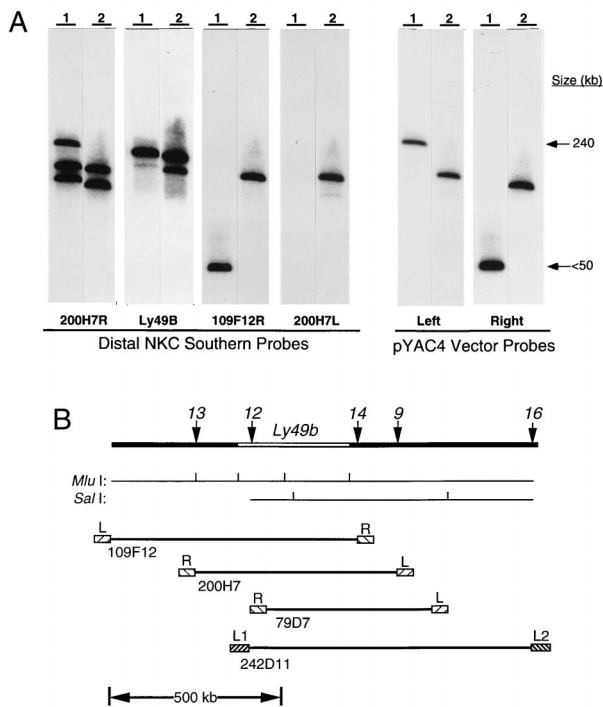 A
1 2 1 2 1 2 1 2 1 2 1 2
Size (kb)
240
<50
200H7R Ly49B 109F12R 200H7L Left Right
Distal NKC Southern Probes pYAC4 Vector Probes
B
13 12 Ly49b 14 9 16
Mlu I:
Sal I:
L R
109F12
R L
200H7
R L
79D7
L1 L2
242D11
500 kb